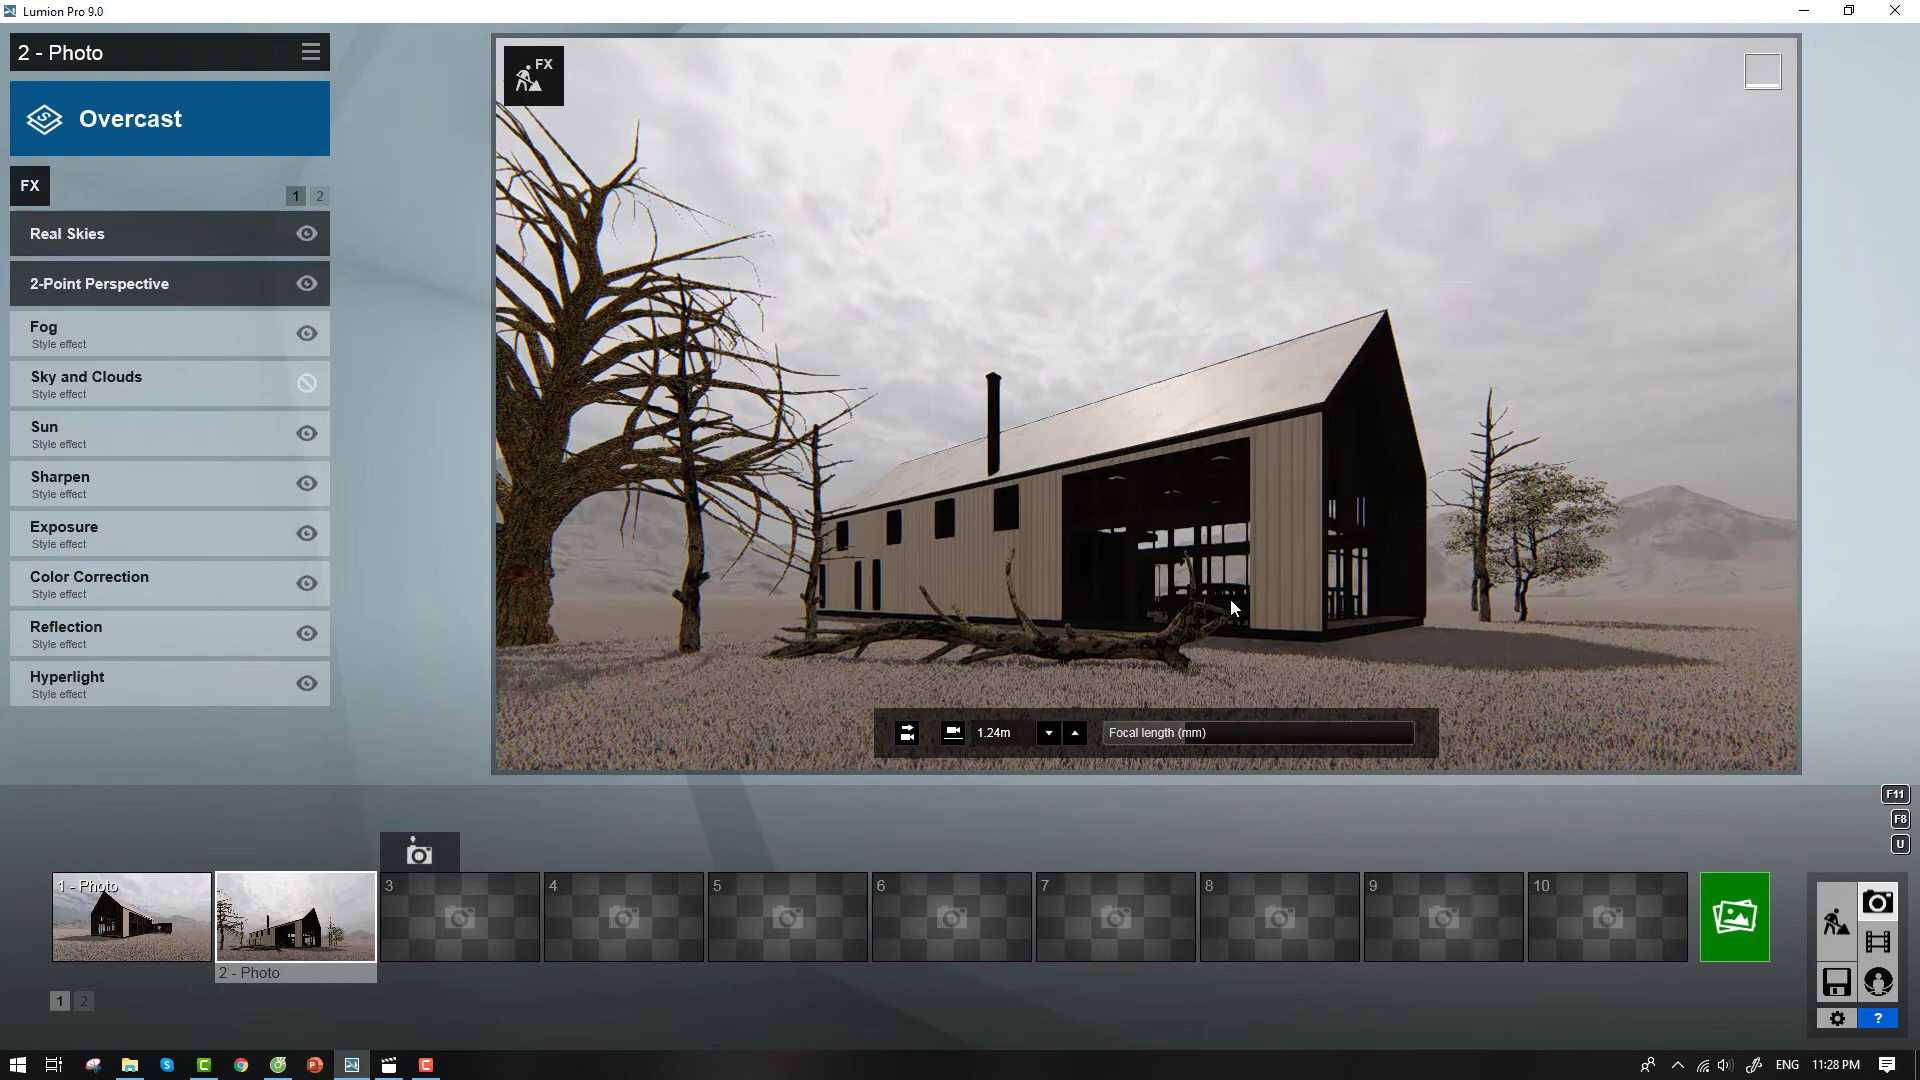 Lumion Pro 9.0
2 - Photo
Overcast
FX
1 2
Real Skies
2-Point Perspective
Fog
Style effect
Sky and Clouds
Style effect
Sun
Style effect
Sharpen
Style effect
Exposure
Style effect
Color Correction
Style effect
Reflection
Style effect
Hyperlight
Style effect
FX
1.24m
Focal length (mm)
F11
F8
U
1 - Photo
3
4
5
6
7
8
9
10
2 - Photo
1 2
?
ENG
11:28 PM